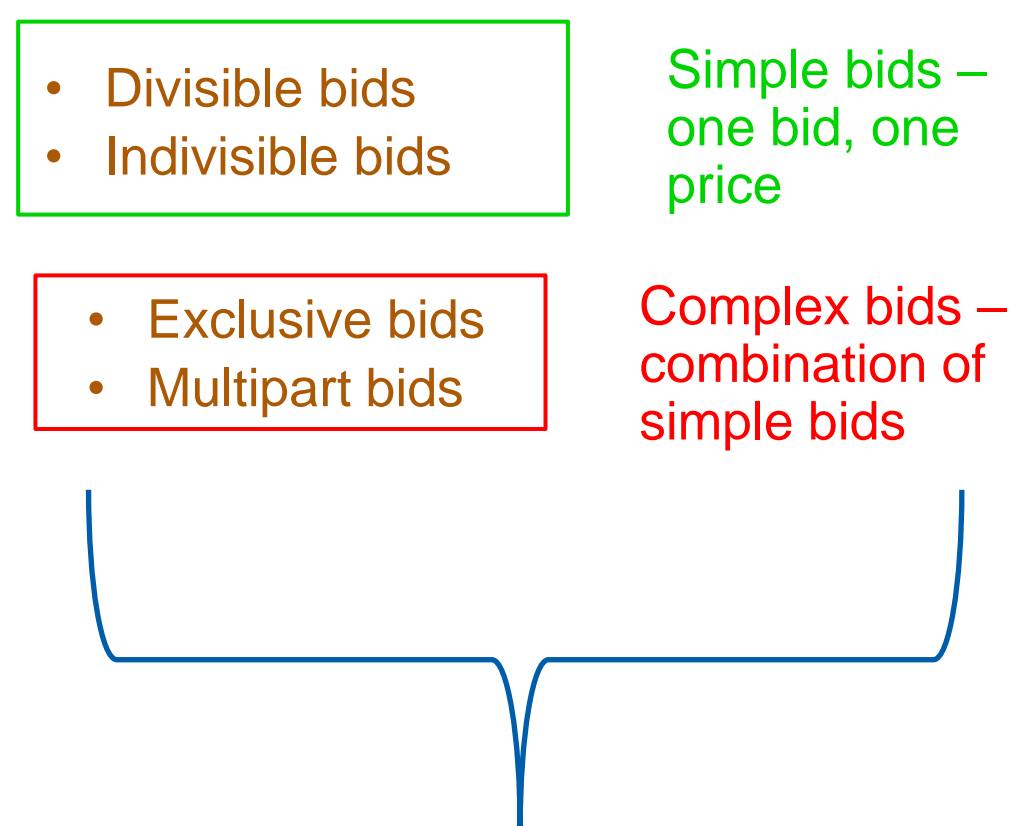 • Divisible bids
• Indivisible bids
Simple bids –
one bid, one
price
• Exclusive bids
• Multipart bids
Complex bids –
combination of
simple bids